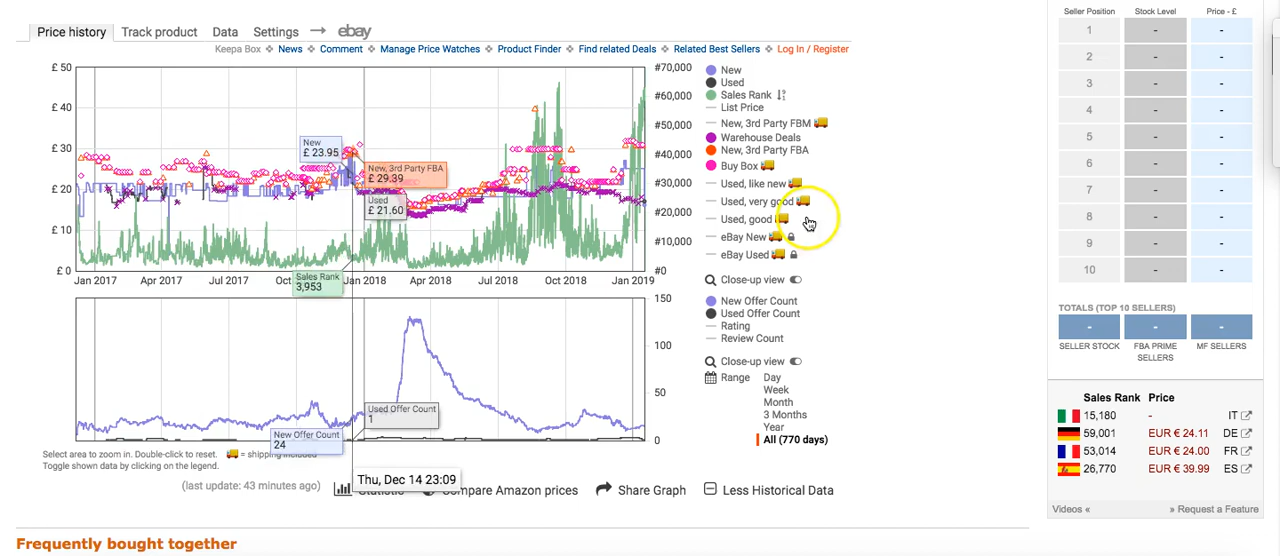 Price history Track product Data Settings → ebay
Keepa Box ❖ News ❖ Comment ❖ Manage Price Watches ❖ Product Finder ❖ Find related Deals ❖ Related Best Sellers ❖ Log In / Register
£ 50
£ 40
£ 30
£ 20
£ 10
£ 0
#70,000
#60,000
#50,000
#40,000
#30,000
#20,000
#10,000
#0
New
£ 23.95
New, 3rd Party FBA
£ 29.39
Used
£ 21.60
Sales Rank
3,953
Jan 2017 Apr 2017 Jul 2017 Oct Jan 2018 Apr 2018 Jul 2018 Oct 2018 Jan 2019
New
Used
Sales Rank
List Price
New, 3rd Party FBM
Warehouse Deals
New, 3rd Party FBA
Buy Box
Used, like new
Used, very good
Used, good
eBay New
eBay Used
Close-up view
150
100
50
0
Used Offer Count
1
New Offer Count
24
New Offer Count
Used Offer Count
Rating
Review Count
Close-up view
Range
Day
Week
Month
3 Months
Year
All (770 days)
Select area to zoom in. Double-click to reset. = shipping included
Toggle shown data by clicking on the legend.
Thu, Dec 14 23:09
(last update: 43 minutes ago) Statistic Compare Amazon prices Share Graph Less Historical Data
Frequently bought together
Seller Position Stock Level Price - £
1 - -
2 - -
3 - -
4 - -
5 - -
6 - -
7 - -
8 - -
9 - -
10 - -
TOTALS (TOP 10 SELLERS)
- - -
SELLER STOCK FBA PRIME SELLERS MF SELLERS
Sales Rank Price
15,180 - IT
59,001 EUR € 24.11 DE
53,014 EUR € 24.00 FR
26,770 EUR € 39.99 ES
Videos « » Request a Feature